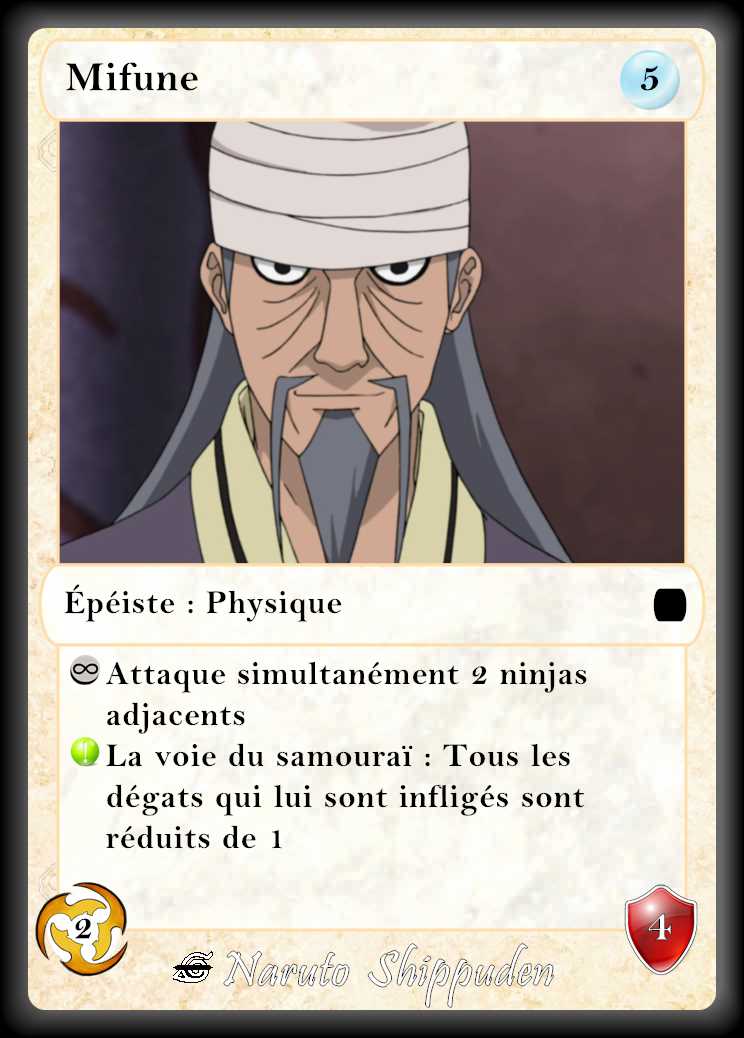 Mifune
5
Épéiste : Physique
Attaque simultanément 2 ninjas
adjacents
La voie du samouraï : Tous les
dégats qui lui sont infligés sont
réduits de 1
2
4
Naruto Shippuden